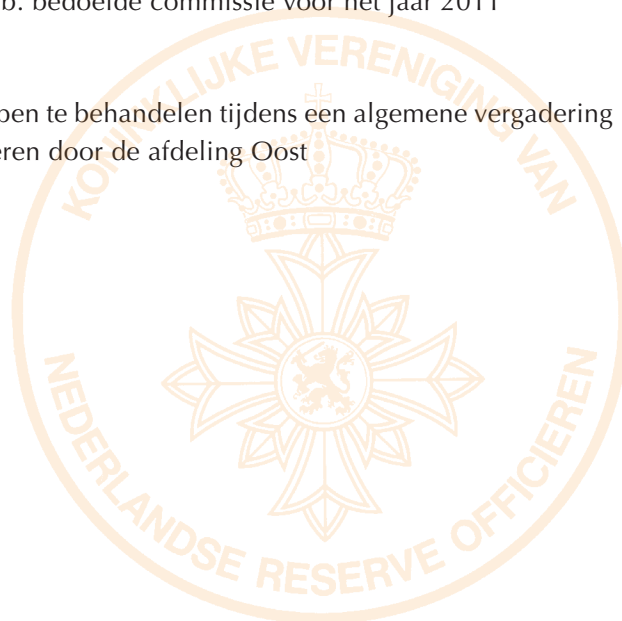 b. bedoelde commissie voor het jaar 2011
pen te behandelen tijdens een algemene vergadering
eren door de afdeling Oost
KONINKLIJKE VERENIGING VAN
NEDERLANDSE RESERVE OFFICIEREN